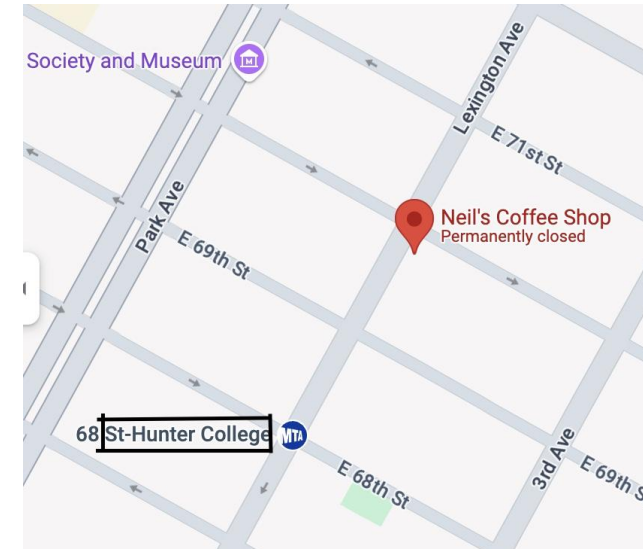 Society and Museum
Lexington Ave
E 71st St
Neil's Coffee Shop
Permanently closed
Park Ave
E 69th St
68 St-Hunter College
MTA
E 68th St
3rd Ave
E 69th S